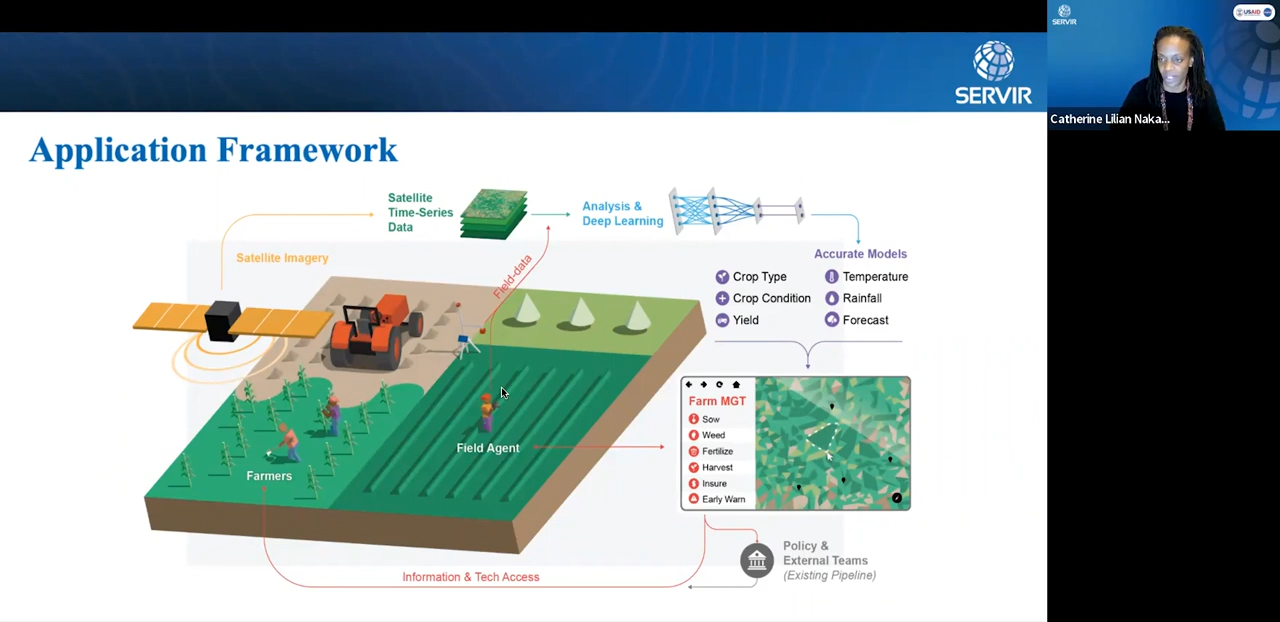 SERVIR
Application Framework
Satellite
Time-Series
Data
Analysis &
Deep Learning
Accurate Models
Satellite Imagery
Field-data
Crop Type
Temperature
Crop Condition
Rainfall
Yield
Forecast
Farm MGT
Sow
Weed
Fertilize
Harvest
Insure
Early Warn
Field Agent
Farmers
Information & Tech Access
Policy &
External Teams
(Existing Pipeline)
SERVIR
USAID
Catherine Lilian Naka...